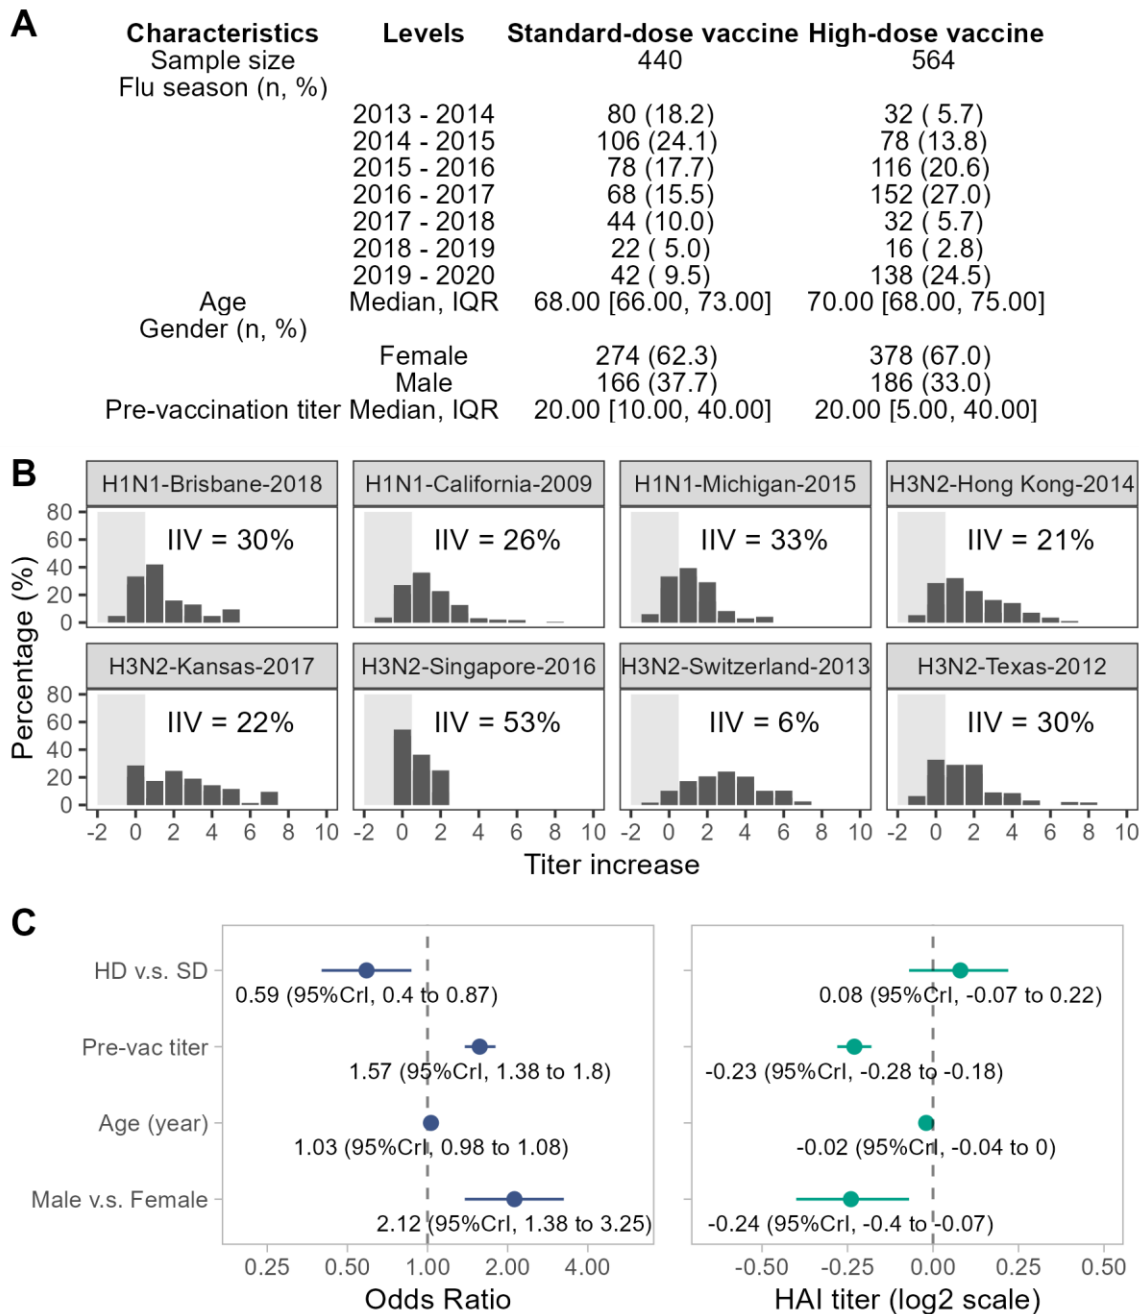 A
Characteristics Levels Standard-dose vaccine High-dose vaccine
Sample size 440 564
Flu season (n, %)
2013 - 2014 80 (18.2) 32 ( 5.7)
2014 - 2015 106 (24.1) 78 (13.8)
2015 - 2016 78 (17.7) 116 (20.6)
2016 - 2017 68 (15.5) 152 (27.0)
2017 - 2018 44 (10.0) 32 ( 5.7)
2018 - 2019 22 ( 5.0) 16 ( 2.8)
2019 - 2020 42 ( 9.5) 138 (24.5)
Age Median, IQR 68.00 [66.00, 73.00] 70.00 [68.00, 75.00]
Gender (n, %)
Female 274 (62.3) 378 (67.0)
Male 166 (37.7) 186 (33.0)
Pre-vaccination titer Median, IQR 20.00 [10.00, 40.00] 20.00 [5.00, 40.00]
B
H1N1-Brisbane-2018 H1N1-California-2009 H1N1-Michigan-2015 H3N2-Hong Kong-2014
80
IIV = 30% IIV = 26% IIV = 33% IIV = 21%
60
40
20
0
H3N2-Kansas-2017 H3N2-Singapore-2016 H3N2-Switzerland-2013 H3N2-Texas-2012
80
IIV = 22% IIV = 53% IIV = 6% IIV = 30%
60
40
20
0
Percentage (%)
-2 0 2 4 6 8 10 -2 0 2 4 6 8 10 -2 0 2 4 6 8 10 -2 0 2 4 6 8 10
Titer increase
C
HD v.s. SD
0.59 (95%CrI, 0.4 to 0.87) 0.08 (95%CrI, -0.07 to 0.22)
Pre-vac titer
1.57 (95%CrI, 1.38 to 1.8) -0.23 (95%CrI, -0.28 to -0.18)
Age (year)
1.03 (95%CrI, 0.98 to 1.08) -0.02 (95%CrI, -0.04 to 0)
Male v.s. Female
2.12 (95%CrI, 1.38 to 3.25) -0.24 (95%CrI, -0.4 to -0.07)
0.25 0.50 1.00 2.00 4.00 -0.50 -0.25 0.00 0.25 0.50
Odds Ratio HAI titer (log2 scale)